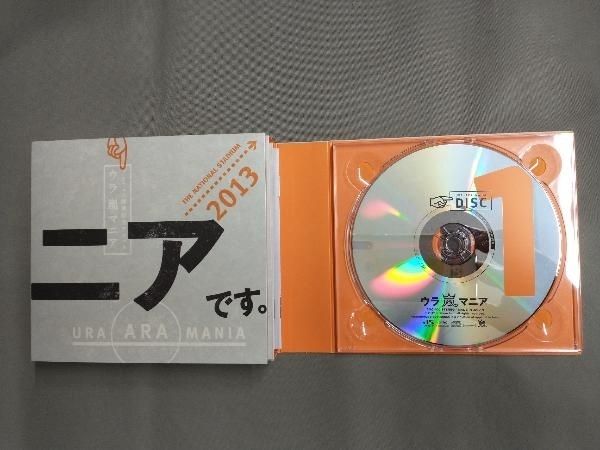 THE NATIONAL STADIUM
2013
ウラ嵐マニア
ニア
です。
URA ARA MANIA
DISC
1
ウラ嵐マニア